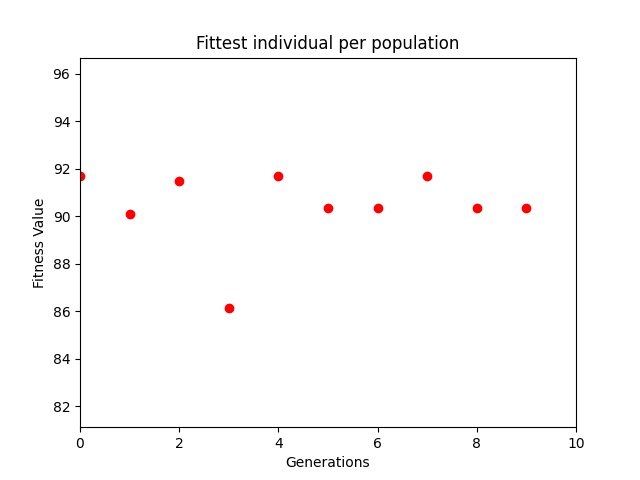 Fittest individual per population
96
94
92
90
88
86
84
82
Fitness Value
0 2 4 6 8 10
Generations